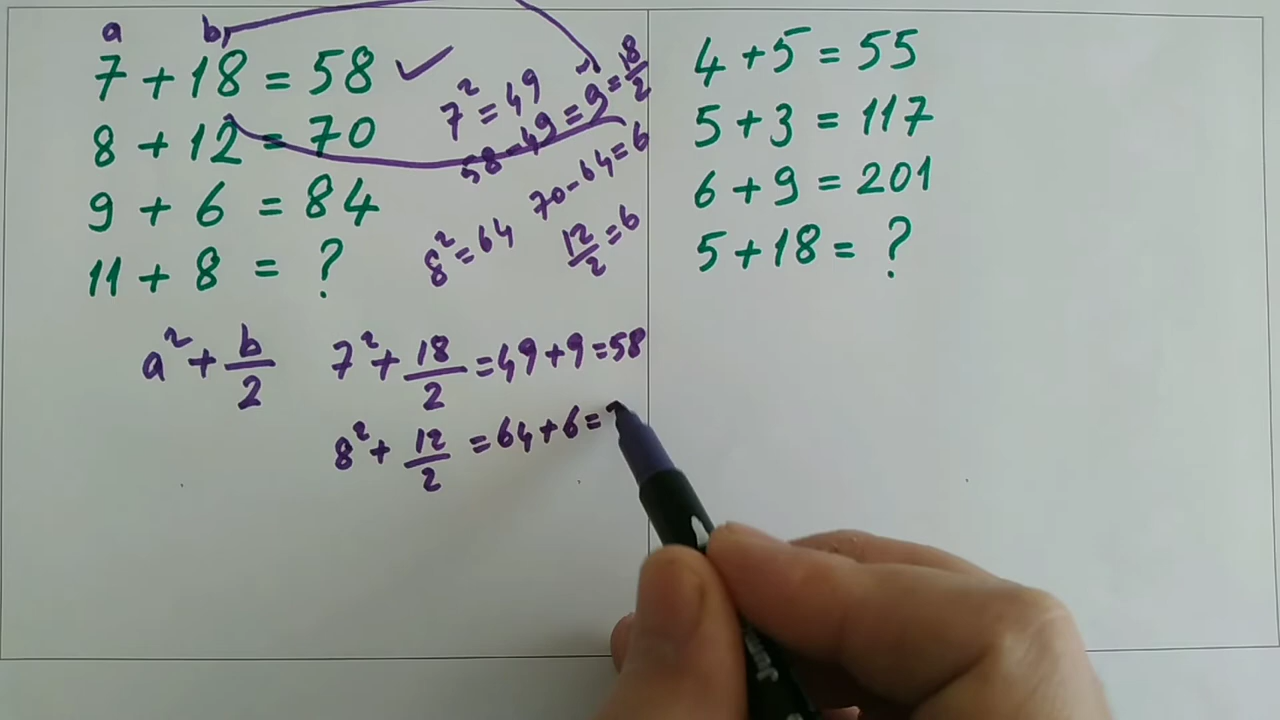 a b
7 + 18 = 58 ✓
8 + 12 = 70
9 + 6 = 84
11 + 8 = ?
7² = 49
58 - 49 = 9 = 18/2
70 - 64 = 6
8² = 64
12/2 = 6
a² + b/2
7² + 18/2 = 49 + 9 = 58
8² + 12/2 = 64 + 6 =
4 + 5 = 55
5 + 3 = 117
6 + 9 = 201
5 + 18 = ?